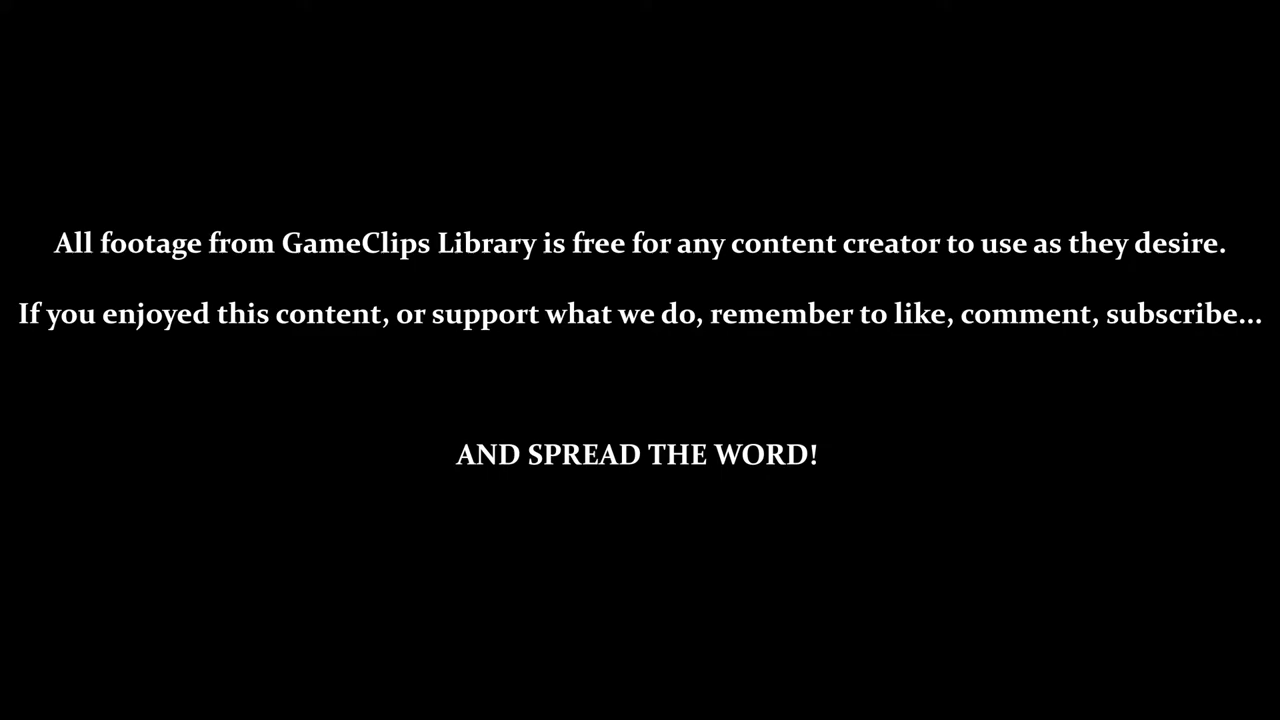 All footage from GameClips Library is free for any content creator to use as they desire.
If you enjoyed this content, or support what we do, remember to like, comment, subscribe...
AND SPREAD THE WORD!